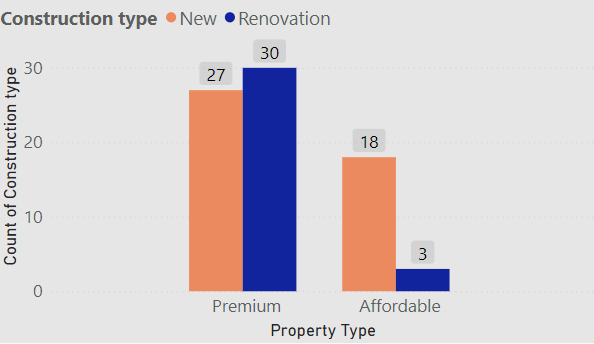 Construction type New Renovation
Count of Construction type
30
20
10
0
27
30
18
3
Premium
Affordable
Property Type